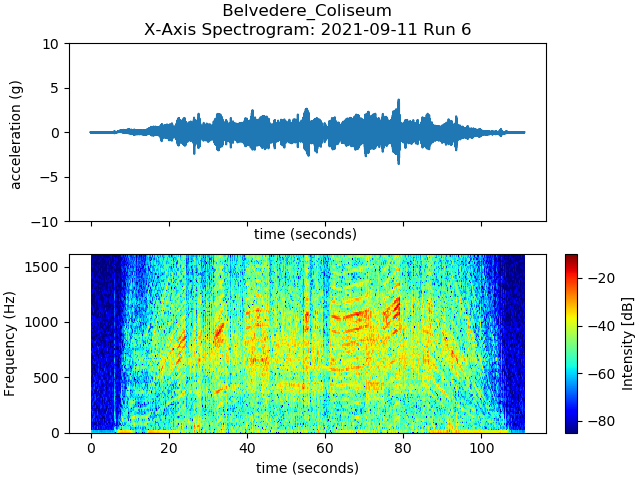 Belvedere_Coliseum
X-Axis Spectrogram: 2021-09-11 Run 6
acceleration (g)
10
5
0
−5
−10
time (seconds)
Frequency (Hz)
1500
1000
500
0
0 20 40 60 80 100
time (seconds)
−20
−40
−60
−80
Intensity [dB]